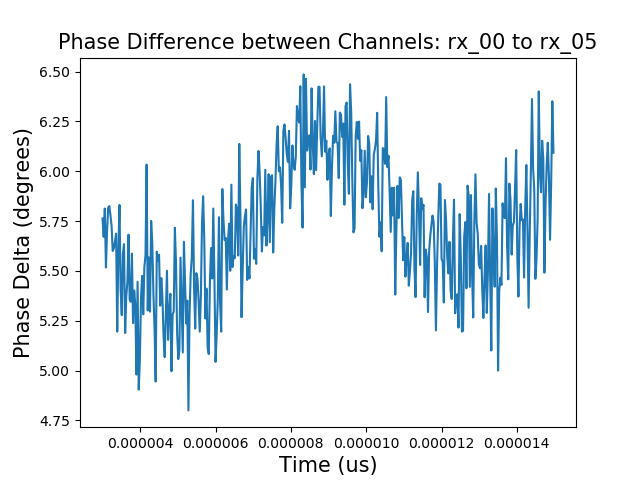 Phase Difference between Channels: rx_00 to rx_05
Phase Delta (degrees)
6.50
6.25
6.00
5.75
5.50
5.25
5.00
4.75
0.000004 0.000006 0.000008 0.000010 0.000012 0.000014
Time (us)